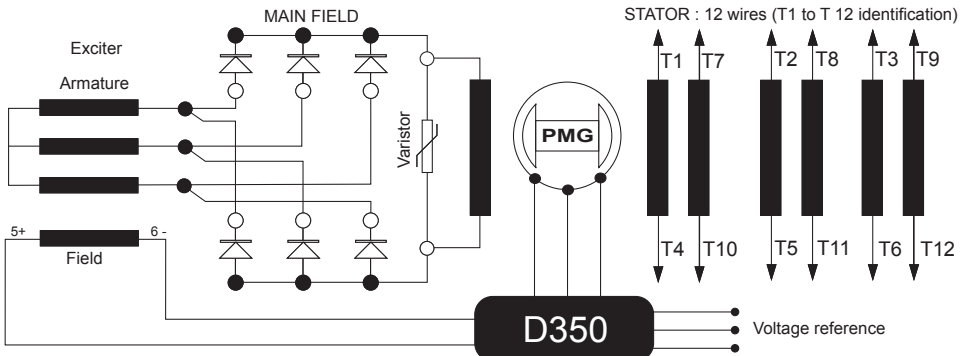 MAIN FIELD
STATOR : 12 wires (T1 to T 12 identification)
Exciter
Armature
T1
T7
T2
T8
T3
T9
Varistor
PMG
5+
6 -
Field
T4
T10
T5
T11
T6
T12
D350
Voltage reference